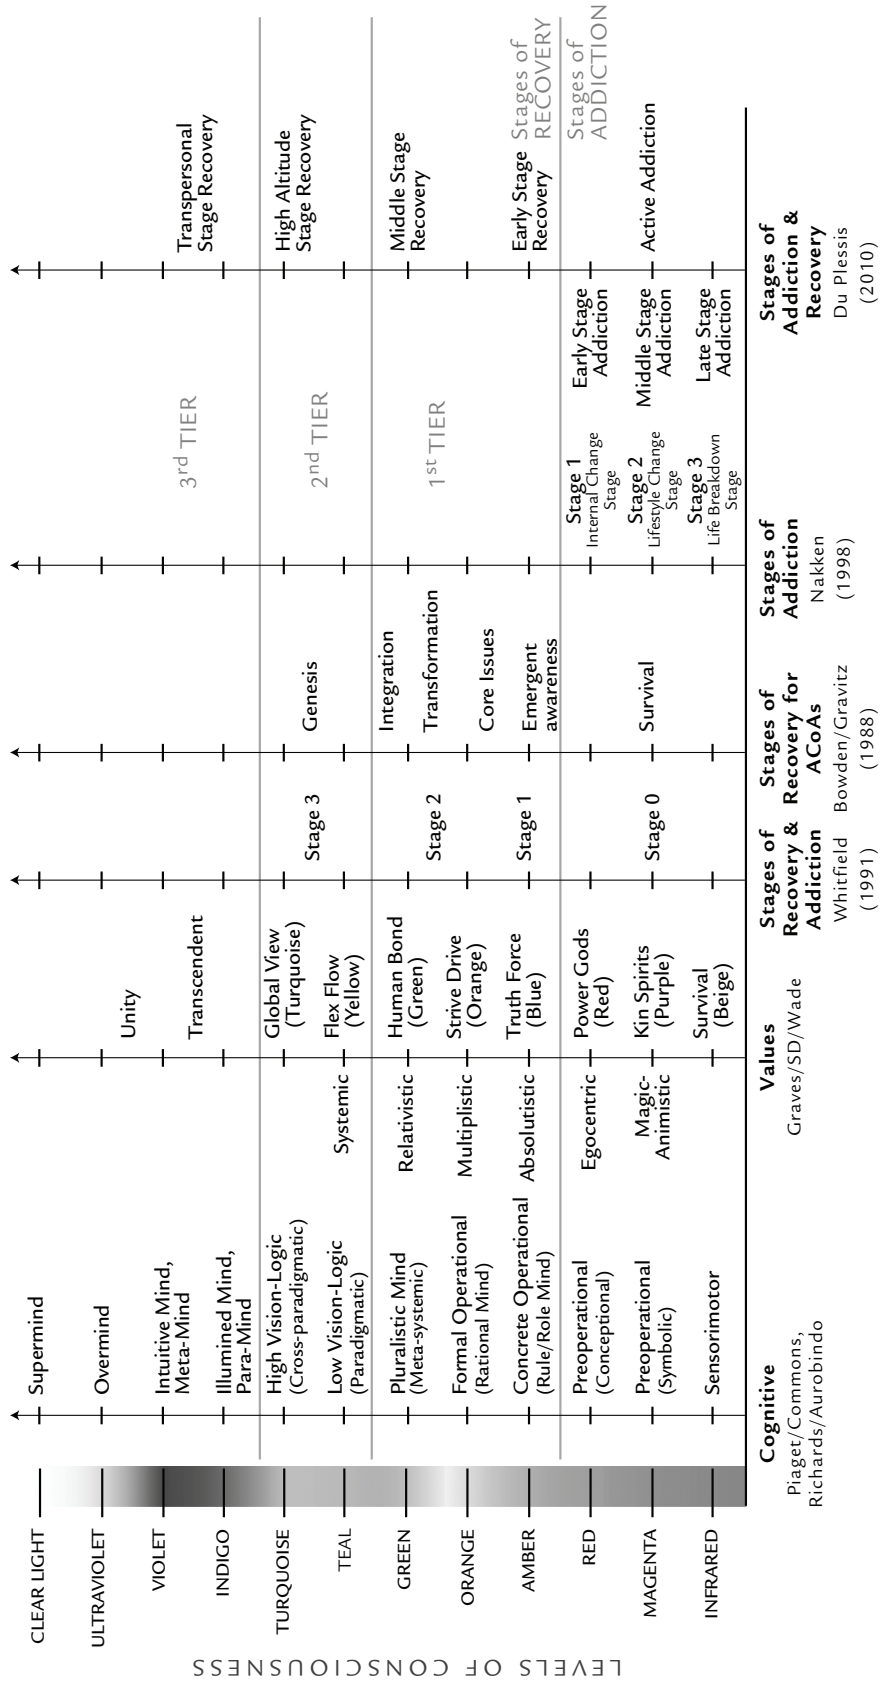 LEVELS OF CONSCIOUSNESS
CLEAR LIGHT
ULTRAVIOLET
VIOLET
INDIGO
TURQUOISE
TEAL
GREEN
ORANGE
AMBER
RED
MAGENTA
INFRARED
Supermind
Overmind
Intuitive Mind,
Meta-Mind
Illumined Mind,
Para-Mind
High Vision-Logic
(Cross-paradigmatic)
Low Vision-Logic
(Paradigmatic)
Pluralistic Mind
(Meta-systemic)
Formal Operational
(Rational Mind)
Concrete Operational
(Rule/Role Mind)
Preoperational
(Conceptional)
Preoperational
(Symbolic)
Sensorimotor
Cognitive
Piaget/Commons,
Richards/Aurobindo
Systemic
Relativistic
Multiplistic
Absolutistic
Egocentric
Magic-
Animistic
Unity
Transcendent
Global View
(Turquoise)
Flex Flow
(Yellow)
Human Bond
(Green)
Strive Drive
(Orange)
Truth Force
(Blue)
Power Gods
(Red)
Kin Spirits
(Purple)
Survival
(Beige)
Values
Graves/SD/Wade
Stage 3
Stage 2
Stage 1
Stage 0
Stages of
Recovery &
Addiction
Whitfield
(1991)
Genesis
Integration
Transformation
Core Issues
Emergent
awareness
Survival
Stages of
Recovery for
ACoAs
Bowden/Gravitz
(1988)
3rd TIER
2nd TIER
1st TIER
Stage 1
Internal Change
Stage
Stage 2
Lifestyle Change
Stage
Stage 3
Life Breakdown
Stage
Stages of
Addiction
Nakken
(1998)
Early Stage
Addiction
Middle Stage
Addiction
Late Stage
Addiction
Transpersonal
Stage Recovery
High Altitude
Stage Recovery
Middle Stage
Recovery
Early Stage
Recovery
Active Addiction
Stages of
Addiction &
Recovery
Du Plessis
(2010)
Stages of
RECOVERY
Stages of
ADDICTION